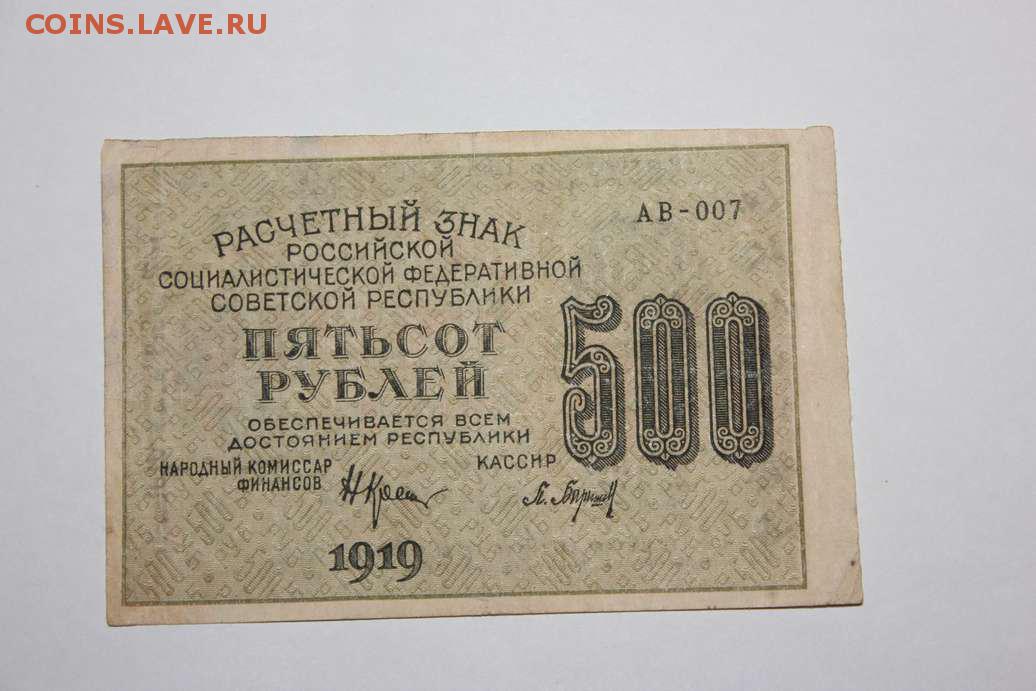 COINS.LAVE.RU
АВ-007
РАСЧЕТНЫЙ ЗНАК
РОССИЙСКОЙ
СОЦИАЛИСТИЧЕСКОЙ ФЕДЕРАТИВНОЙ
СОВЕТСКОЙ РЕСПУБЛИКИ
ПЯТЬСОТ
РУБЛЕЙ
500
ОБЕСПЕЧИВАЕТСЯ ВСЕМ
ДОСТОЯНИЕМ РЕСПУБЛИКИ
НАРОДНЫЙ КОМИССАР
ФИНАНСОВ
КАССИР
1919